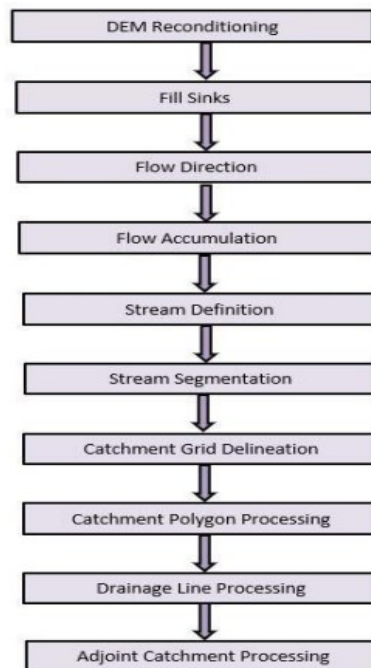 DEM Reconditioning
Fill Sinks
Flow Direction
Flow Accumulation
Stream Definition
Stream Segmentation
Catchment Grid Delineation
Catchment Polygon Processing
Drainage Line Processing
Adjoint Catchment Processing